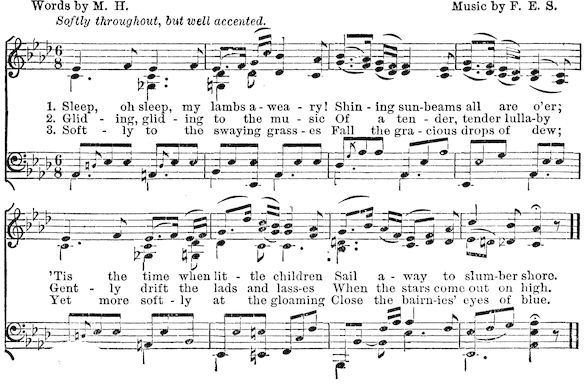 Words by M. H. Music by F. E. S.
Softly throughout, but well accented.
1. Sleep, oh sleep, my lambs a-wea-ry! Shin-ing sun-beams all are o'er;
2. Glid-ing, glid-ing to the mu-sic Of a ten-der, tender lulla-by
3. Soft-ly to the swaying grass-es Fall the gra-cious drops of dew;
'Tis the time when lit-tle children Sail a-way to slum-ber shore.
Gent-ly drift the lads and lass-es When the stars come out on high.
Yet more soft-ly at the gloaming Close the bairn-ies' eyes of blue.